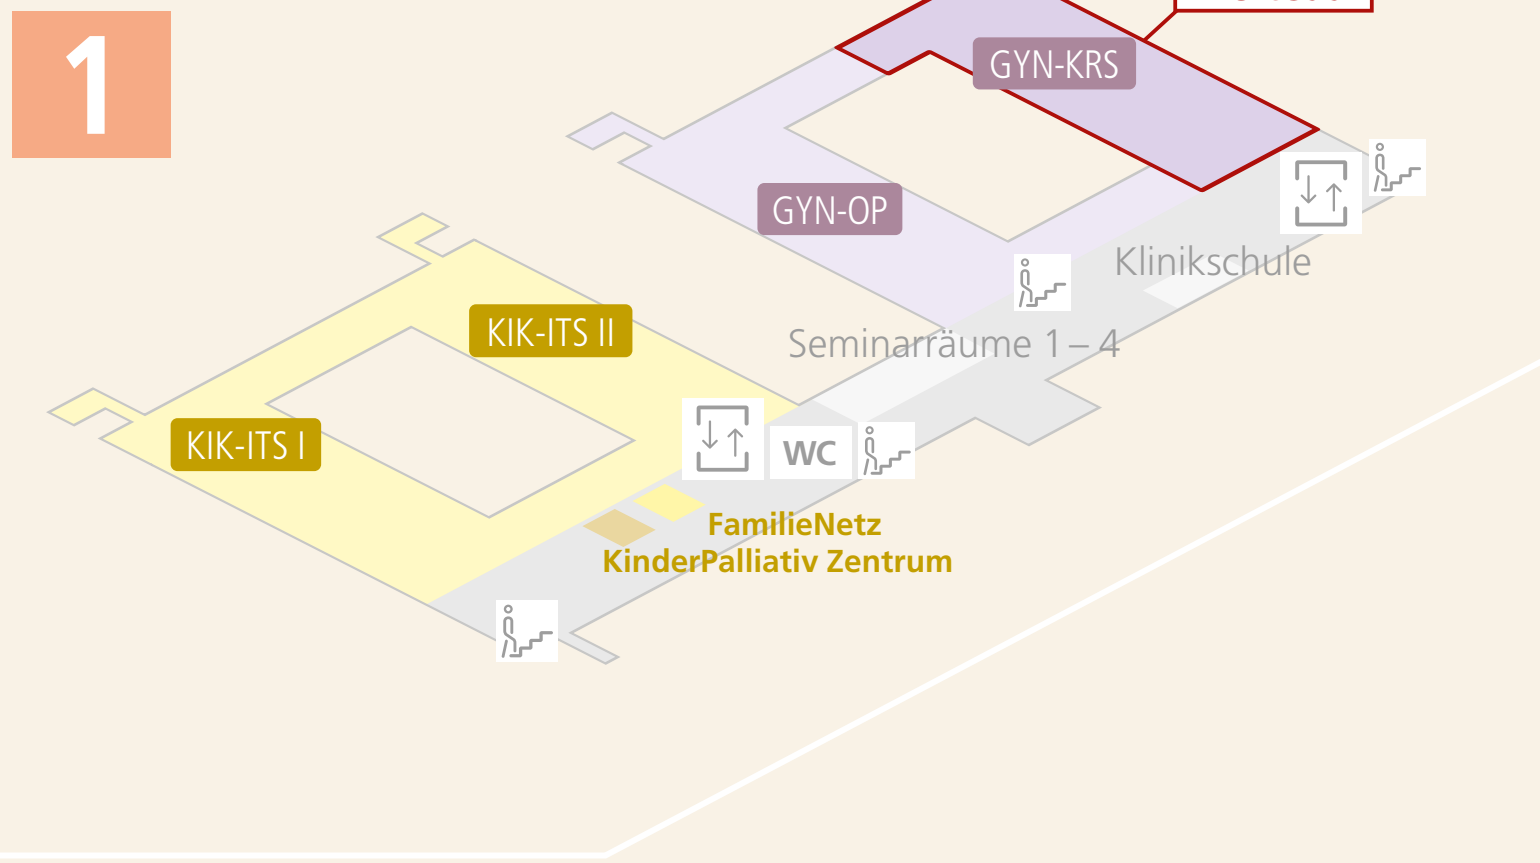 1
GYN-KRS
GYN-OP
Klinikschule
KIK-ITS II
Seminarräume 1 – 4
KIK-ITS I
WC
FamilieNetz
KinderPalliativ Zentrum